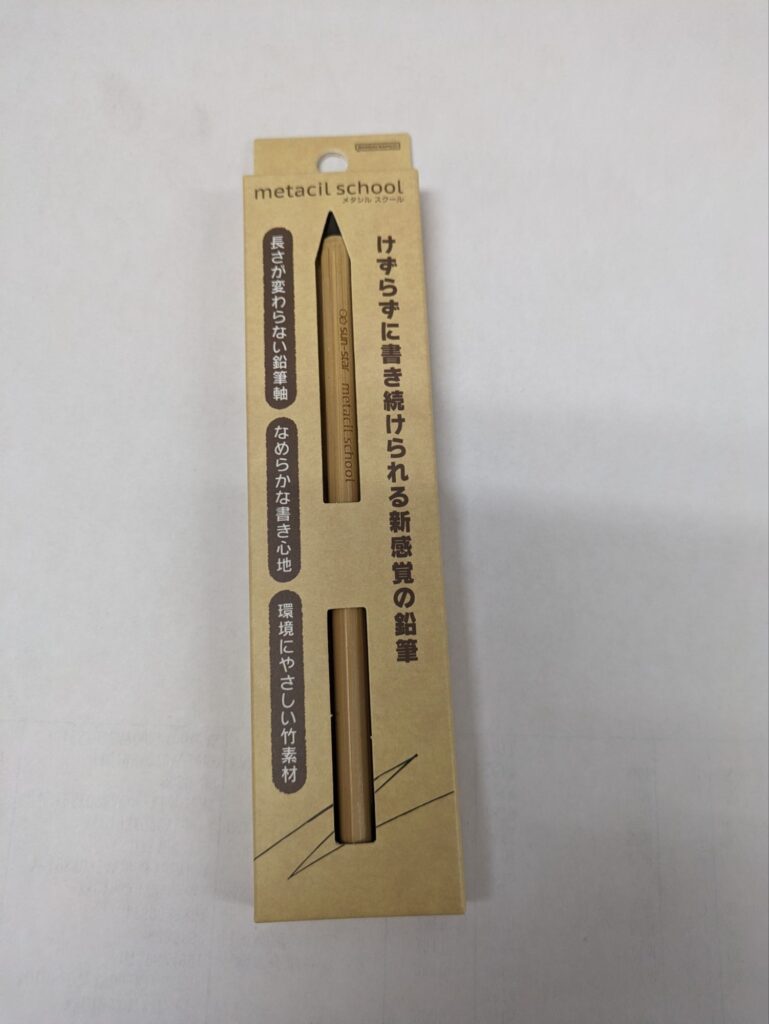 metacil school
メタシル スクール
けずらずに書き続けられる新感覚の鉛筆
長さが変わらない鉛筆軸
なめらかな書き心地
環境にやさしい竹素材
sun-star metacil school